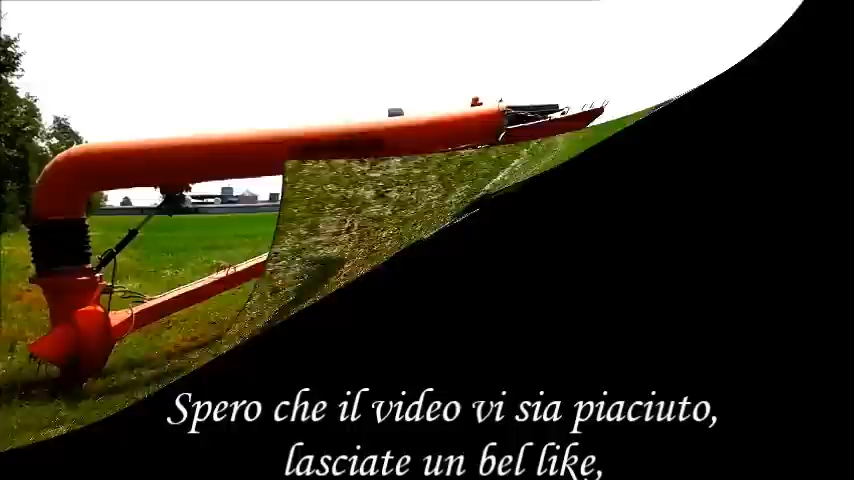 Spero che il video vi sia piaciuto,
lasciate un bel like,